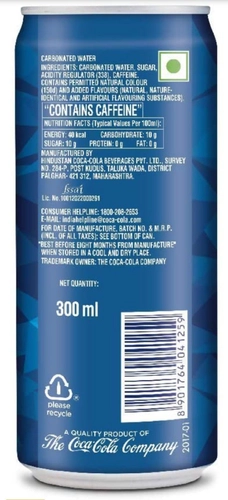 CARBONATED WATER
INGREDIENTS: CARBONATED WATER, SUGAR,
ACIDITY REGULATOR (338), CAFFEINE.
CONTAINS PERMITTED NATURAL COLOUR
(150d) AND ADDED FLAVOURS (NATURAL, NATURE-
IDENTICAL AND ARTIFICIAL FLAVOURING SUBSTANCES).
"CONTAINS CAFFEINE"
NUTRITION FACTS (Typical Values Per 100ml)
ENERGY: 40 kcal CARBOHYDRATE: 10 g
SUGAR: 10 g PROTEIN: 0 g FAT: 0 g
MANUFACTURED BY
HINDUSTAN COCA-COLA BEVERAGES PVT. LTD., SURVEY
NO. 284-P, POST KUDUS, TALUKA WADA, DISTRICT
PALGHAR- 421 312, MAHARASHTRA.
fssai
Lic. No.
CONSUMER HELPLINE: 1800-208-2653
E-MAIL: indiahelpline@coca-cola.com
FOR DATE OF MANUFACTURE, BATCH NO. & M.R.P.
(INCL. OF ALL TAXES): SEE BOTTOM OF CAN.
"BEST BEFORE EIGHT MONTHS FROM MANUFACTURE"
WHEN STORED IN A COOL AND DRY PLACE.
TRADEMARK OWNER: THE COCA-COLA COMPANY
NET QUANTITY:
300 ml
8 901764 041259
please
recycle
2017/01
A QUALITY PRODUCT OF
The Coca-Cola Company